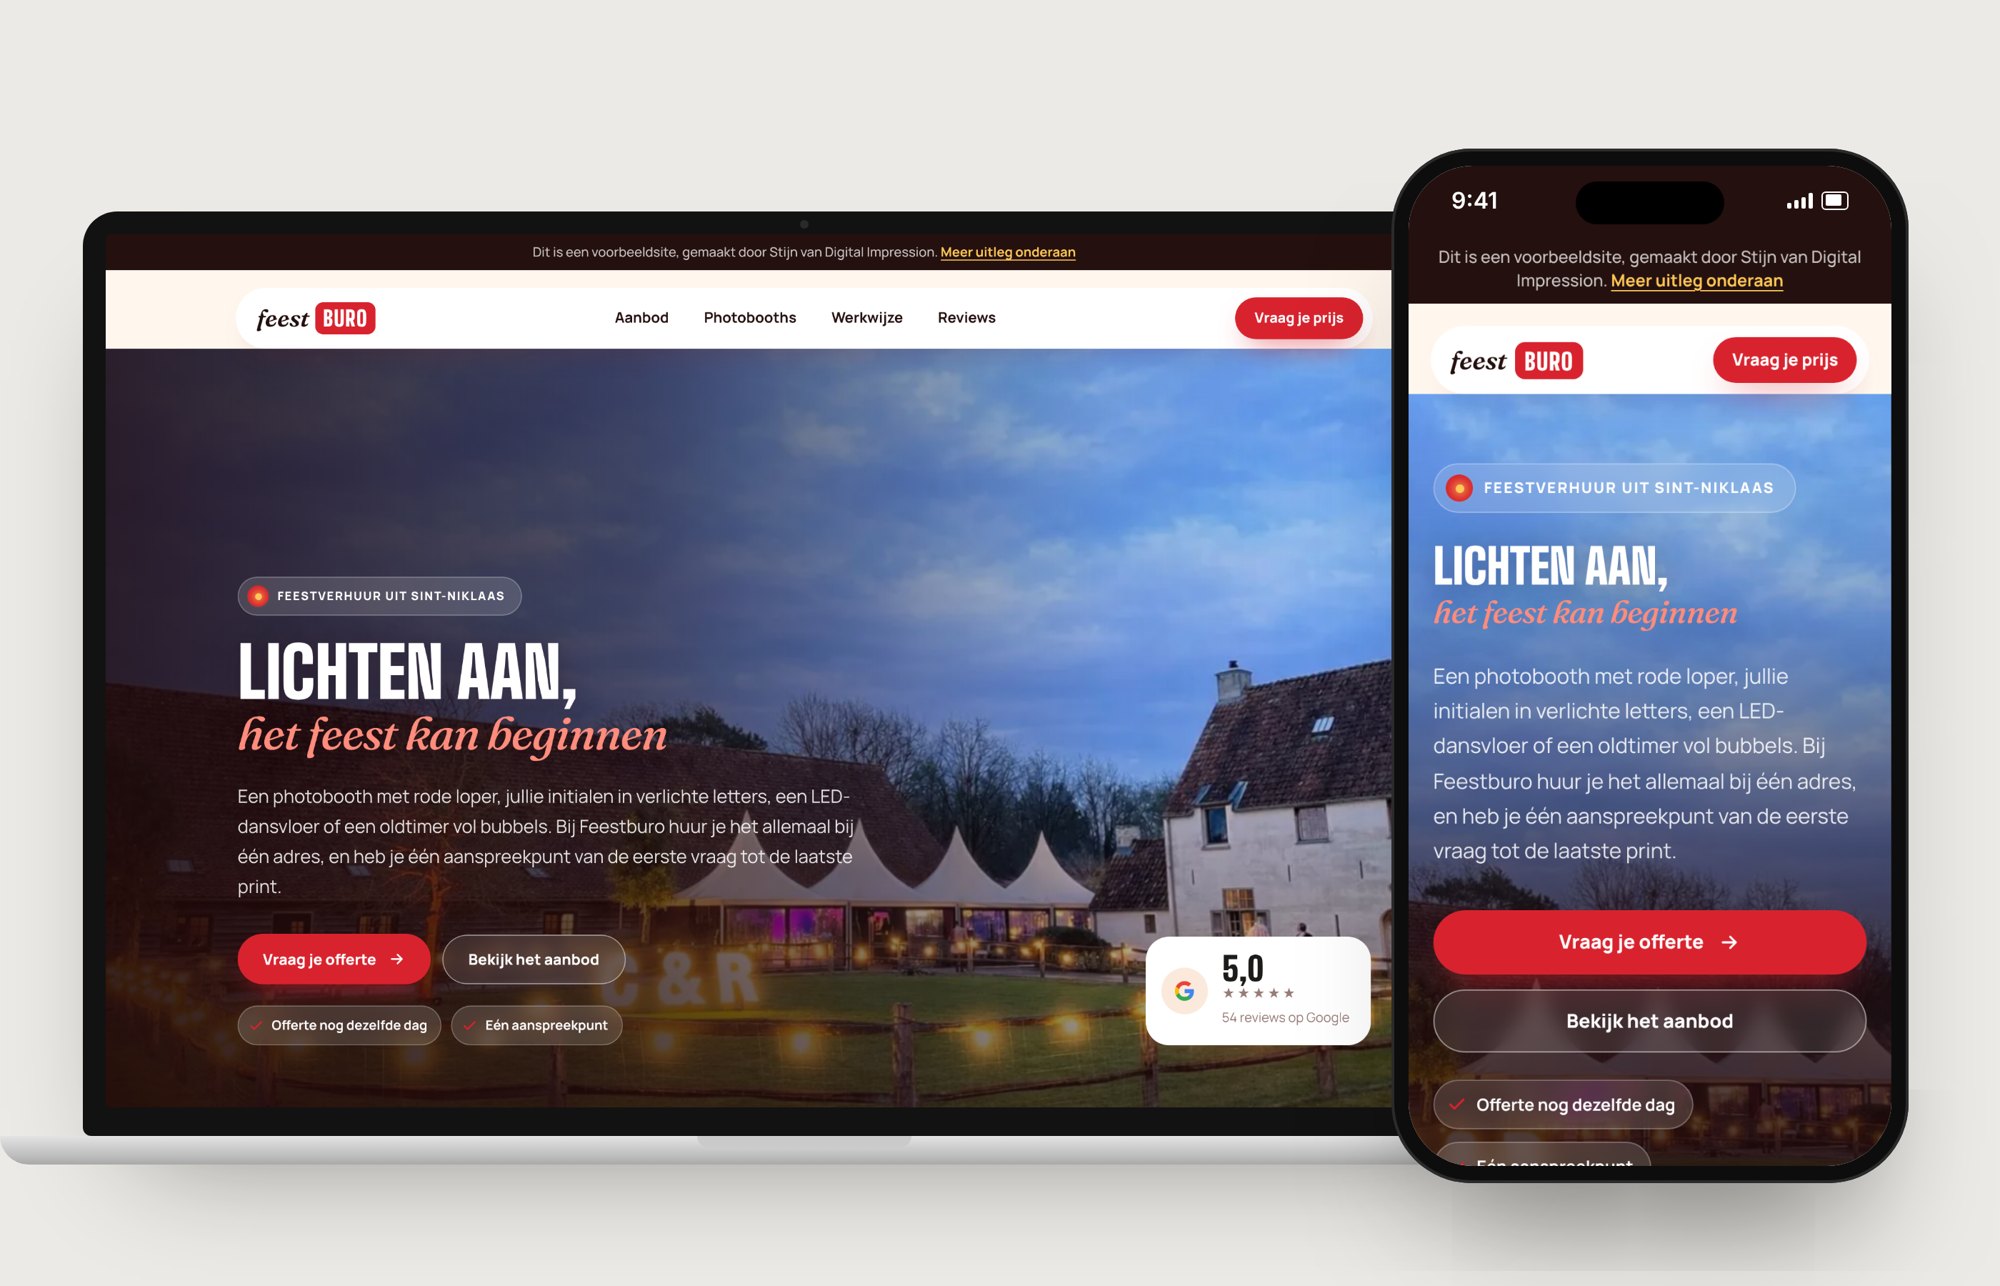 Dit is een voorbeeldsite, gemaakt door Stijn van Digital Impression. Meer uitleg onderaan
feest BURO
Aanbod
Photobooths
Werkwijze
Reviews
Vraag je prijs
FEESTVERHUUR UIT SINT-NIKLAAS
LICHTEN AAN,
het feest kan beginnen
Een photobooth met rode loper, jullie initialen in verlichte letters, een LED-
dansvloer of een oldtimer vol bubbels. Bij Feestburo huur je het allemaal bij
één adres, en heb je één aanspreekpunt van de eerste vraag tot de laatste
print.
Vraag je offerte →
Bekijk het aanbod
C & R
Offerte nog dezelfde dag
Eén aanspreekpunt
5,0
★★★★★
54 reviews op Google
9:41
Dit is een voorbeeldsite, gemaakt door Stijn van Digital
Impression. Meer uitleg onderaan
feest BURO
Vraag je prijs
FEESTVERHUUR UIT SINT-NIKLAAS
LICHTEN AAN,
het feest kan beginnen
Een photobooth met rode loper, jullie
initialen in verlichte letters, een LED-
dansvloer of een oldtimer vol bubbels. Bij
Feestburo huur je het allemaal bij één adres,
en heb je één aanspreekpunt van de eerste
vraag tot de laatste print.
Vraag je offerte →
Bekijk het aanbod
Offerte nog dezelfde dag
Eén aanspreekpunt